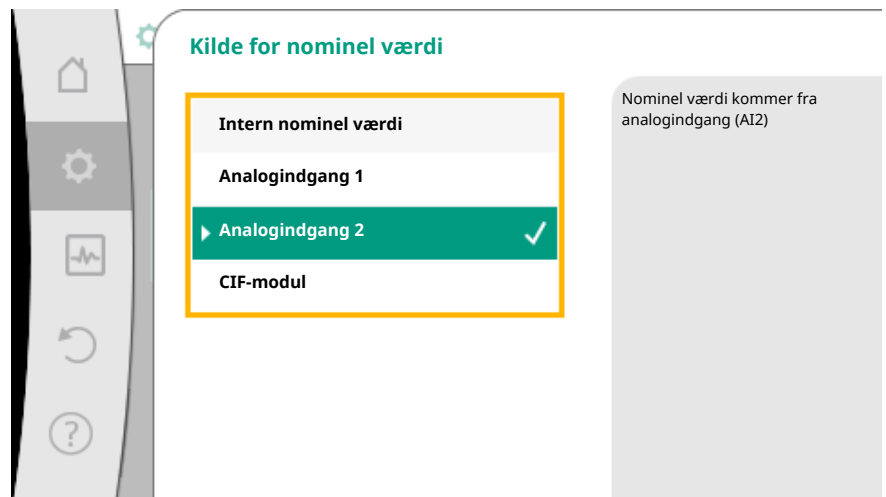 Kilde for nominel værdi
Intern nominel værdi
Analogindgang 1
Analogindgang 2
CIF-modul
Nominel værdi kommer fra
analogindgang (AI2)
?